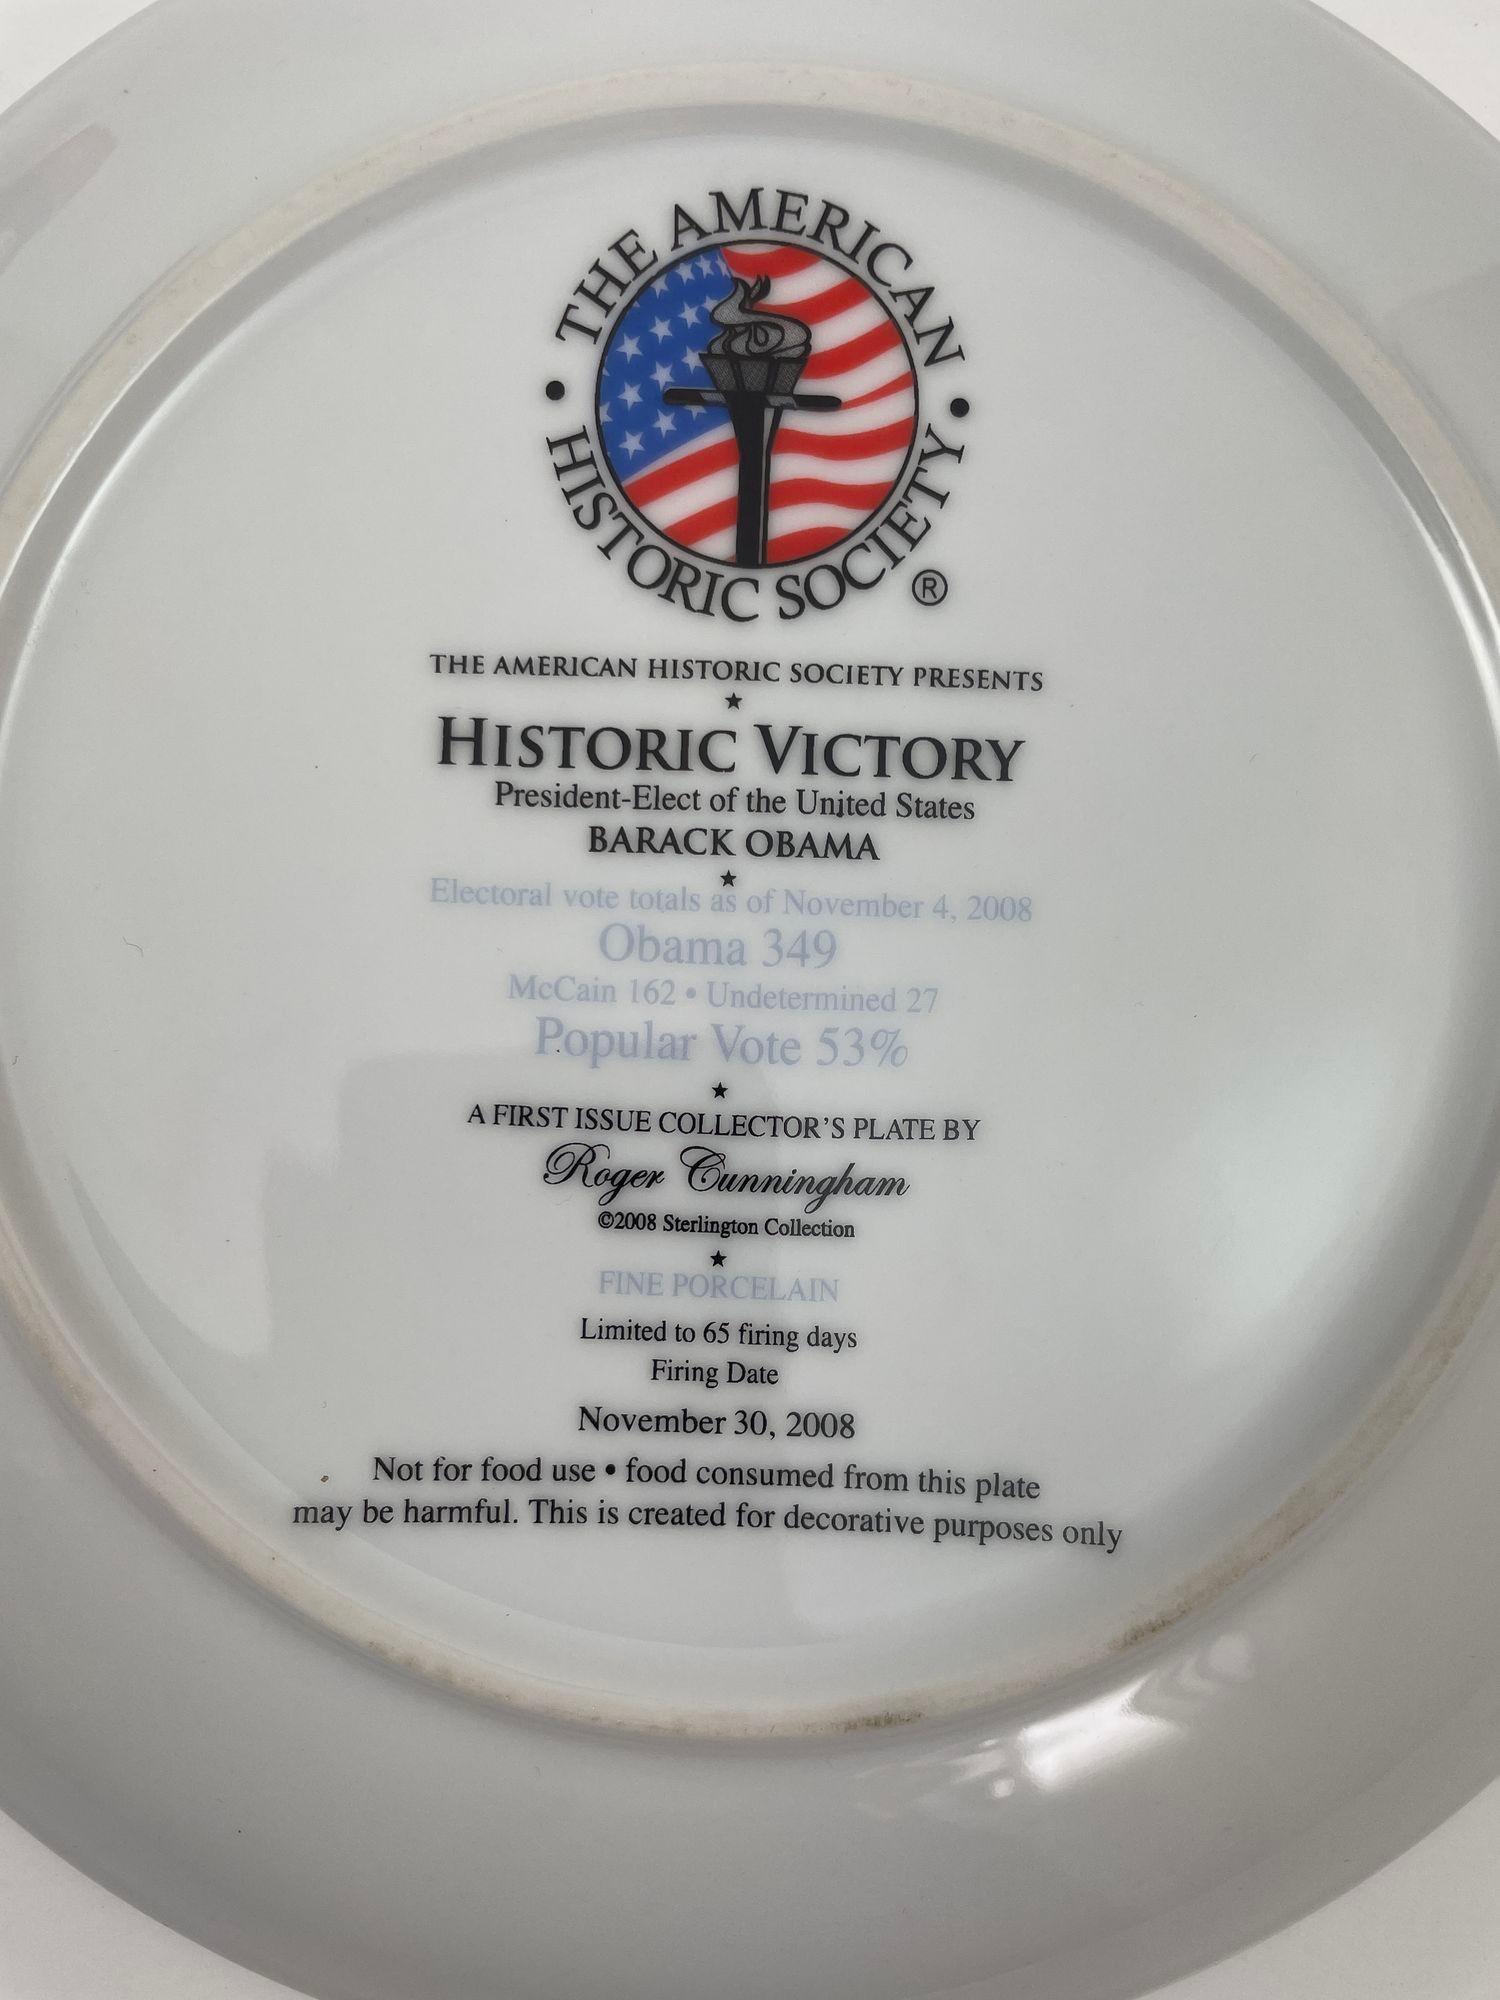 THE AMERICAN
• HISTORIC SOCIETY •
®
THE AMERICAN HISTORIC SOCIETY PRESENTS
★
HISTORIC VICTORY
President-Elect of the United States
BARACK OBAMA
★
Electoral vote totals as of November 4, 2008
Obama 349
McCain 162 • Undetermined 27
Popular Vote 53%
★
A FIRST ISSUE COLLECTOR'S PLATE BY
Roger Cunningham
©2008 Sterlington Collection
★
FINE PORCELAIN
Limited to 65 firing days
Firing Date
November 30, 2008
Not for food use • food consumed from this plate
may be harmful. This is created for decorative purposes only